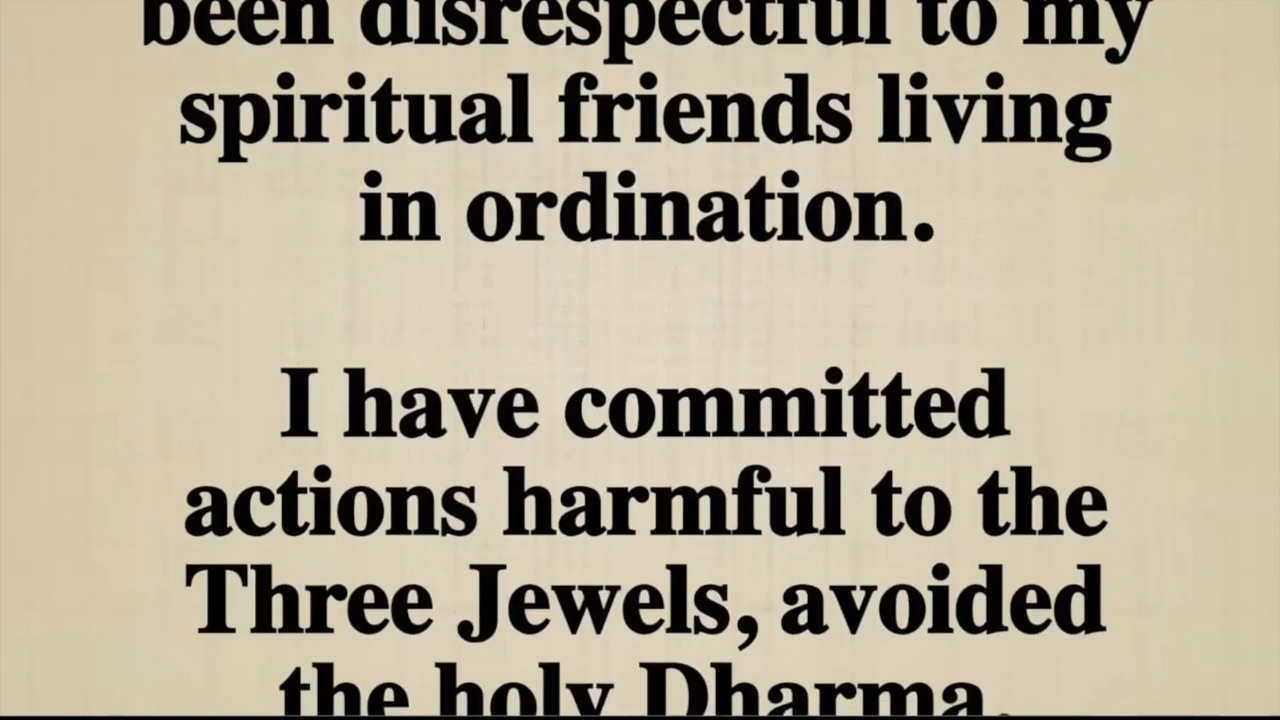 been disrespectful to my
spiritual friends living
in ordination.
I have committed
actions harmful to the
Three Jewels, avoided
the holy Dharma,